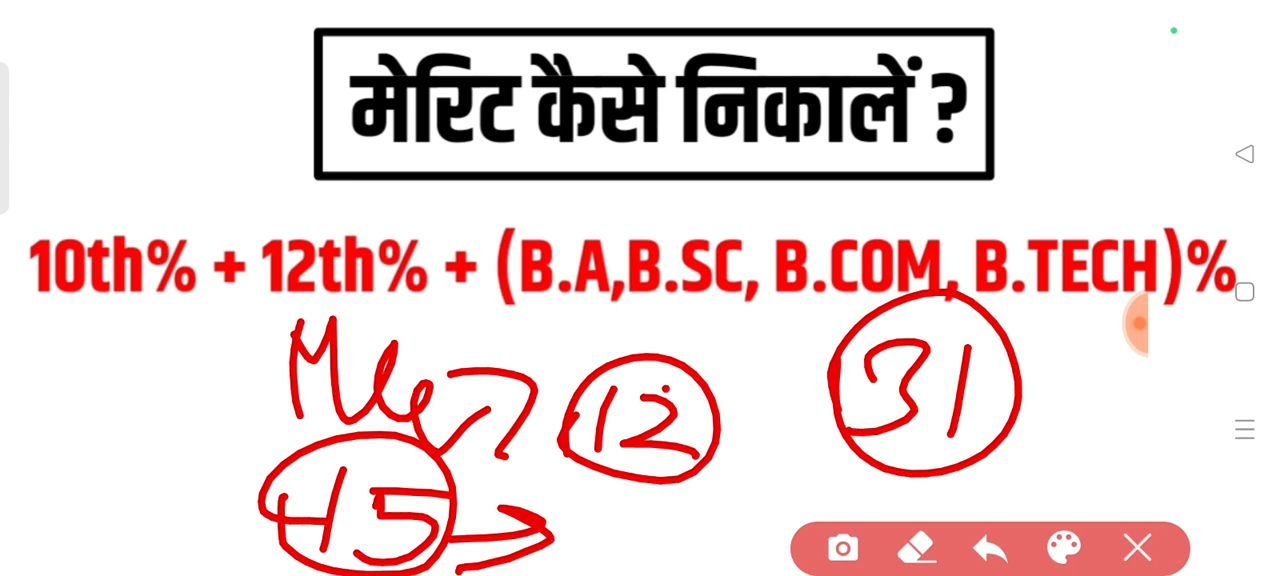 मेरिट कैसे निकालें ?
10th% + 12th% + (B.A,B.SC, B.COM, B.TECH)%
12 31
45